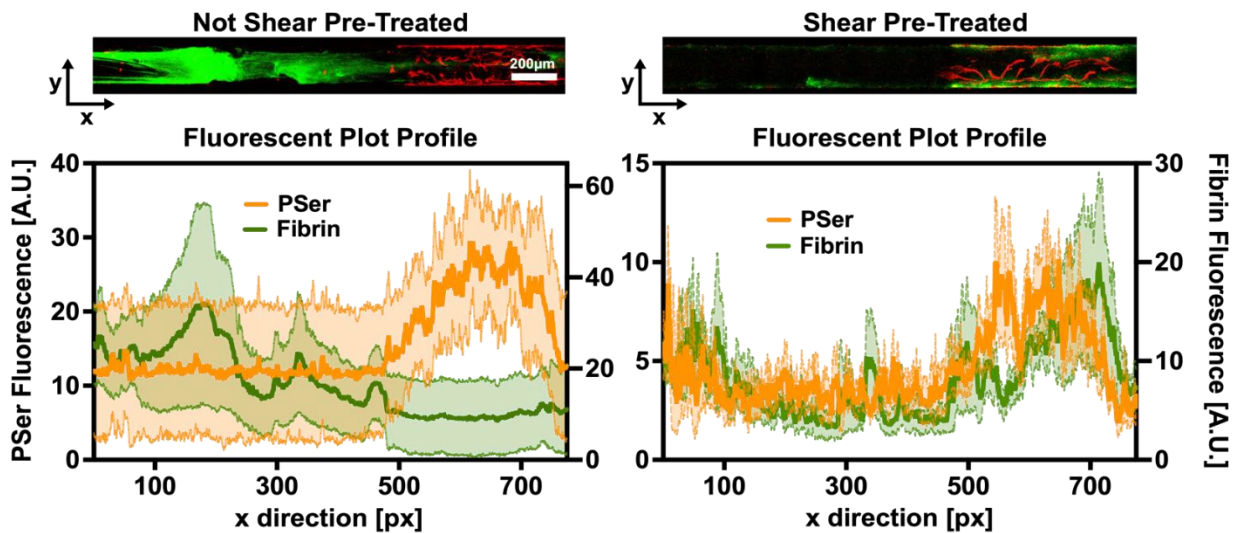 Not Shear Pre-Treated
200µm
y
x
Fluorescent Plot Profile
PSer Fluorescence [A.U.]
40
30
20
10
0
60
40
20
0
PSer
Fibrin
100
300
500
700
x direction [px]
Shear Pre-Treated
y
x
Fluorescent Plot Profile
15
10
5
0
30
20
10
0
Fibrin Fluorescence [A.U.]
PSer
Fibrin
100
300
500
700
x direction [px]